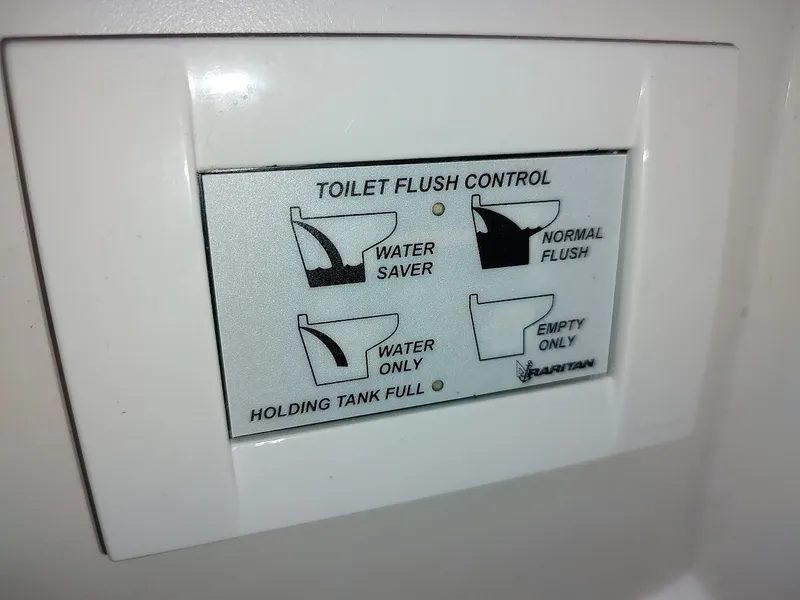 TOILET FLUSH CONTROL
WATER
SAVER
NORMAL
FLUSH
WATER
ONLY
EMPTY
ONLY
HOLDING TANK FULL
RARITAN